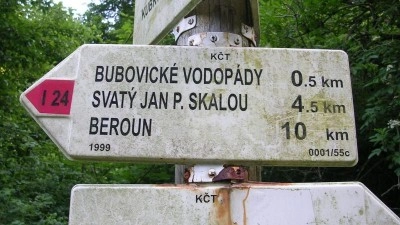 KČT
BUBOVICKÉ VODOPÁDY 0.5 km
I 24
SVATÝ JAN P. SKALOU 4.5 km
BEROUN 10 km
1999 0001/55c
KČT